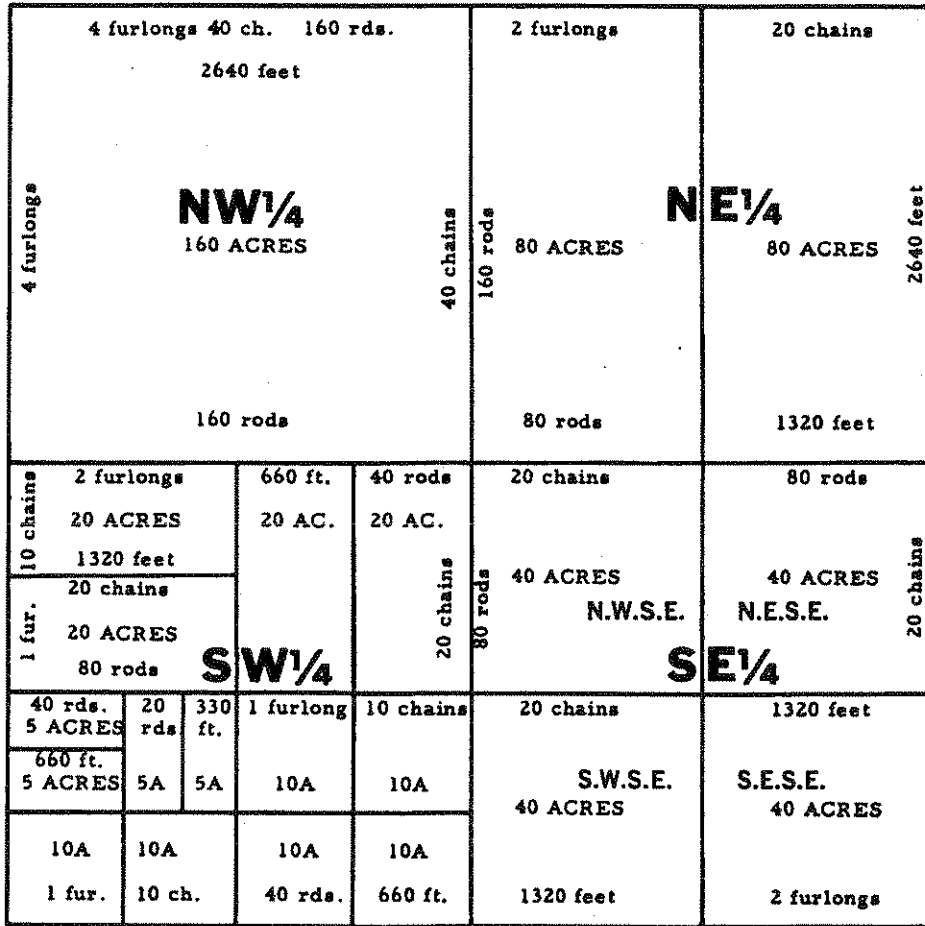 4 furlongs 40 ch. 160 rds.
2640 feet
4 furlongs
NW¼
160 ACRES
40 chains
160 rods
2 furlongs
20 chains
160 rods
NE¼
80 ACRES
80 ACRES
2640 feet
80 rods
1320 feet
10 chains
2 furlongs
20 ACRES
1320 feet
660 ft.
20 AC.
40 rods
20 AC.
1 fur.
20 chains
20 ACRES
80 rods
20 chains
SW¼
40 rds.
5 ACRES
660 ft.
5 ACRES
20
rds
5A
330
ft.
5A
1 furlong
10A
10 chains
10A
10A
1 fur.
10A
10 ch.
10A
40 rds.
10A
660 ft.
20 chains
80 rods
80 rods
40 ACRES
N.W.S.E.
40 ACRES
N.E.S.E.
20 chains
SE¼
20 chains
S.W.S.E.
40 ACRES
1320 feet
1320 feet
S.E.S.E.
40 ACRES
2 furlongs